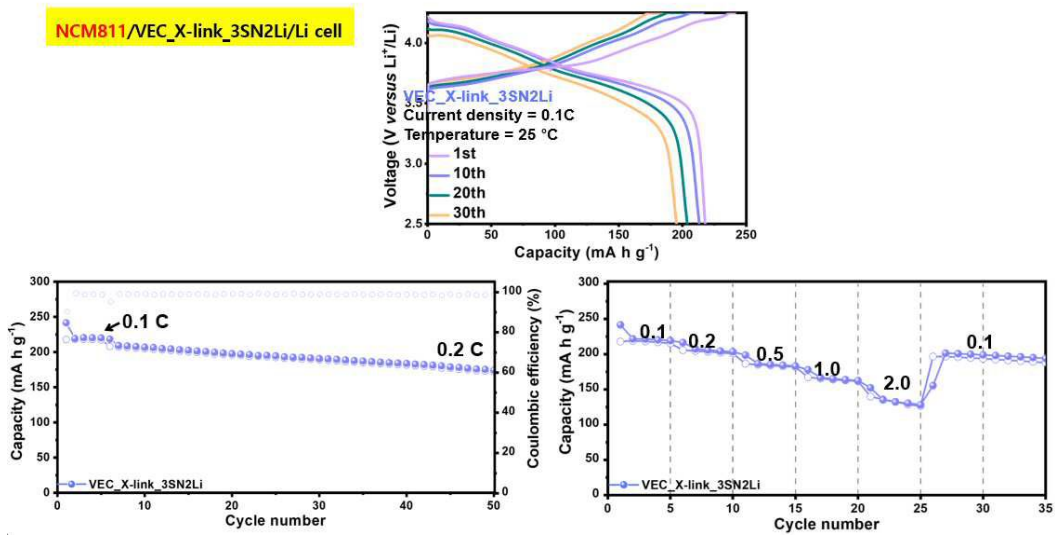 NCM811/VEC_X-link_3SN2Li/Li cell
Voltage (V versus Li⁺/Li)
4.0
3.5
3.0
2.5
VEC_X-link_3SN2Li
Current density = 0.1C
Temperature = 25 °C
1st
10th
20th
30th
0 50 100 150 200 250
Capacity (mA h g⁻¹)
Capacity (mA h g⁻¹)
300
250
200
150
100
50
0
0.1 C
0.2 C
VEC_X-link_3SN2Li
0 10 20 30 40 50
Cycle number
100
80
60
40
20
0
Coulombic efficiency (%)
Capacity (mA h g⁻¹)
300
250
200
150
100
50
0
0.1 0.2 0.5 1.0 2.0 0.1
VEC_X-link_3SN2Li
0 5 10 15 20 25 30 35
Cycle number